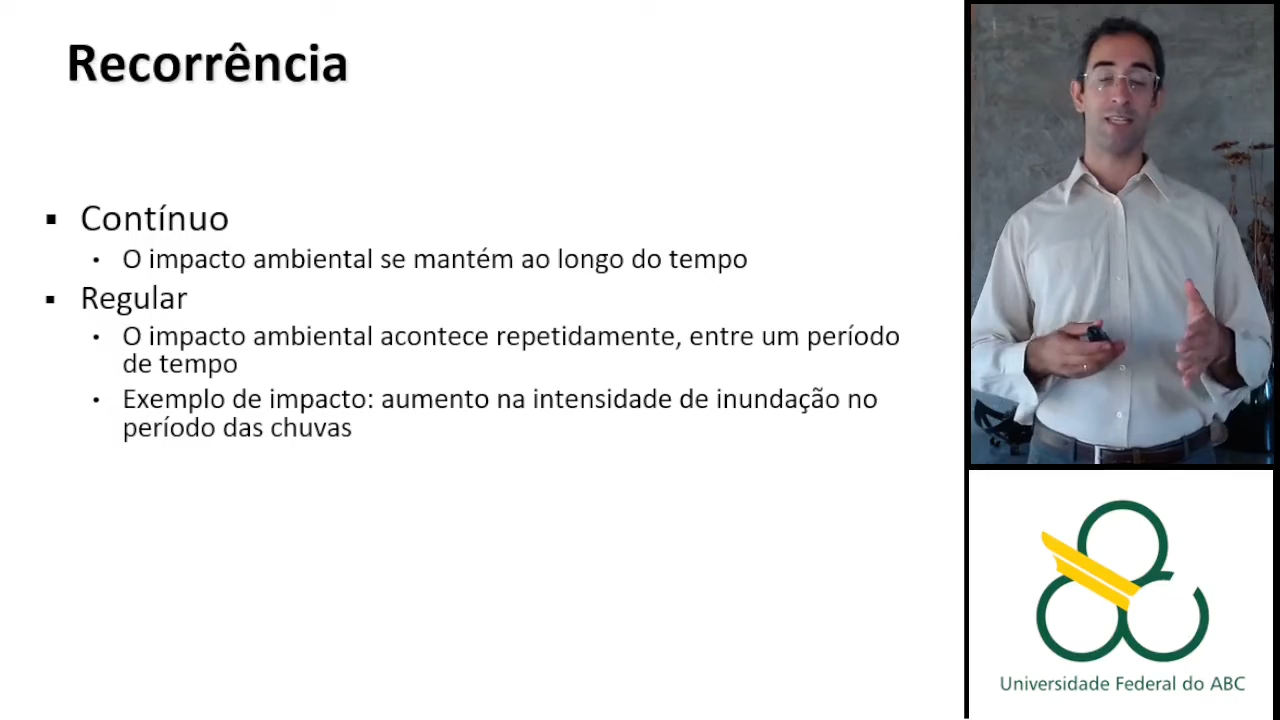 Recorrência
Contínuo
O impacto ambiental se mantém ao longo do tempo
Regular
O impacto ambiental acontece repetidamente, entre um período
de tempo
Exemplo de impacto: aumento na intensidade de inundação no
período das chuvas
Universidade Federal do ABC